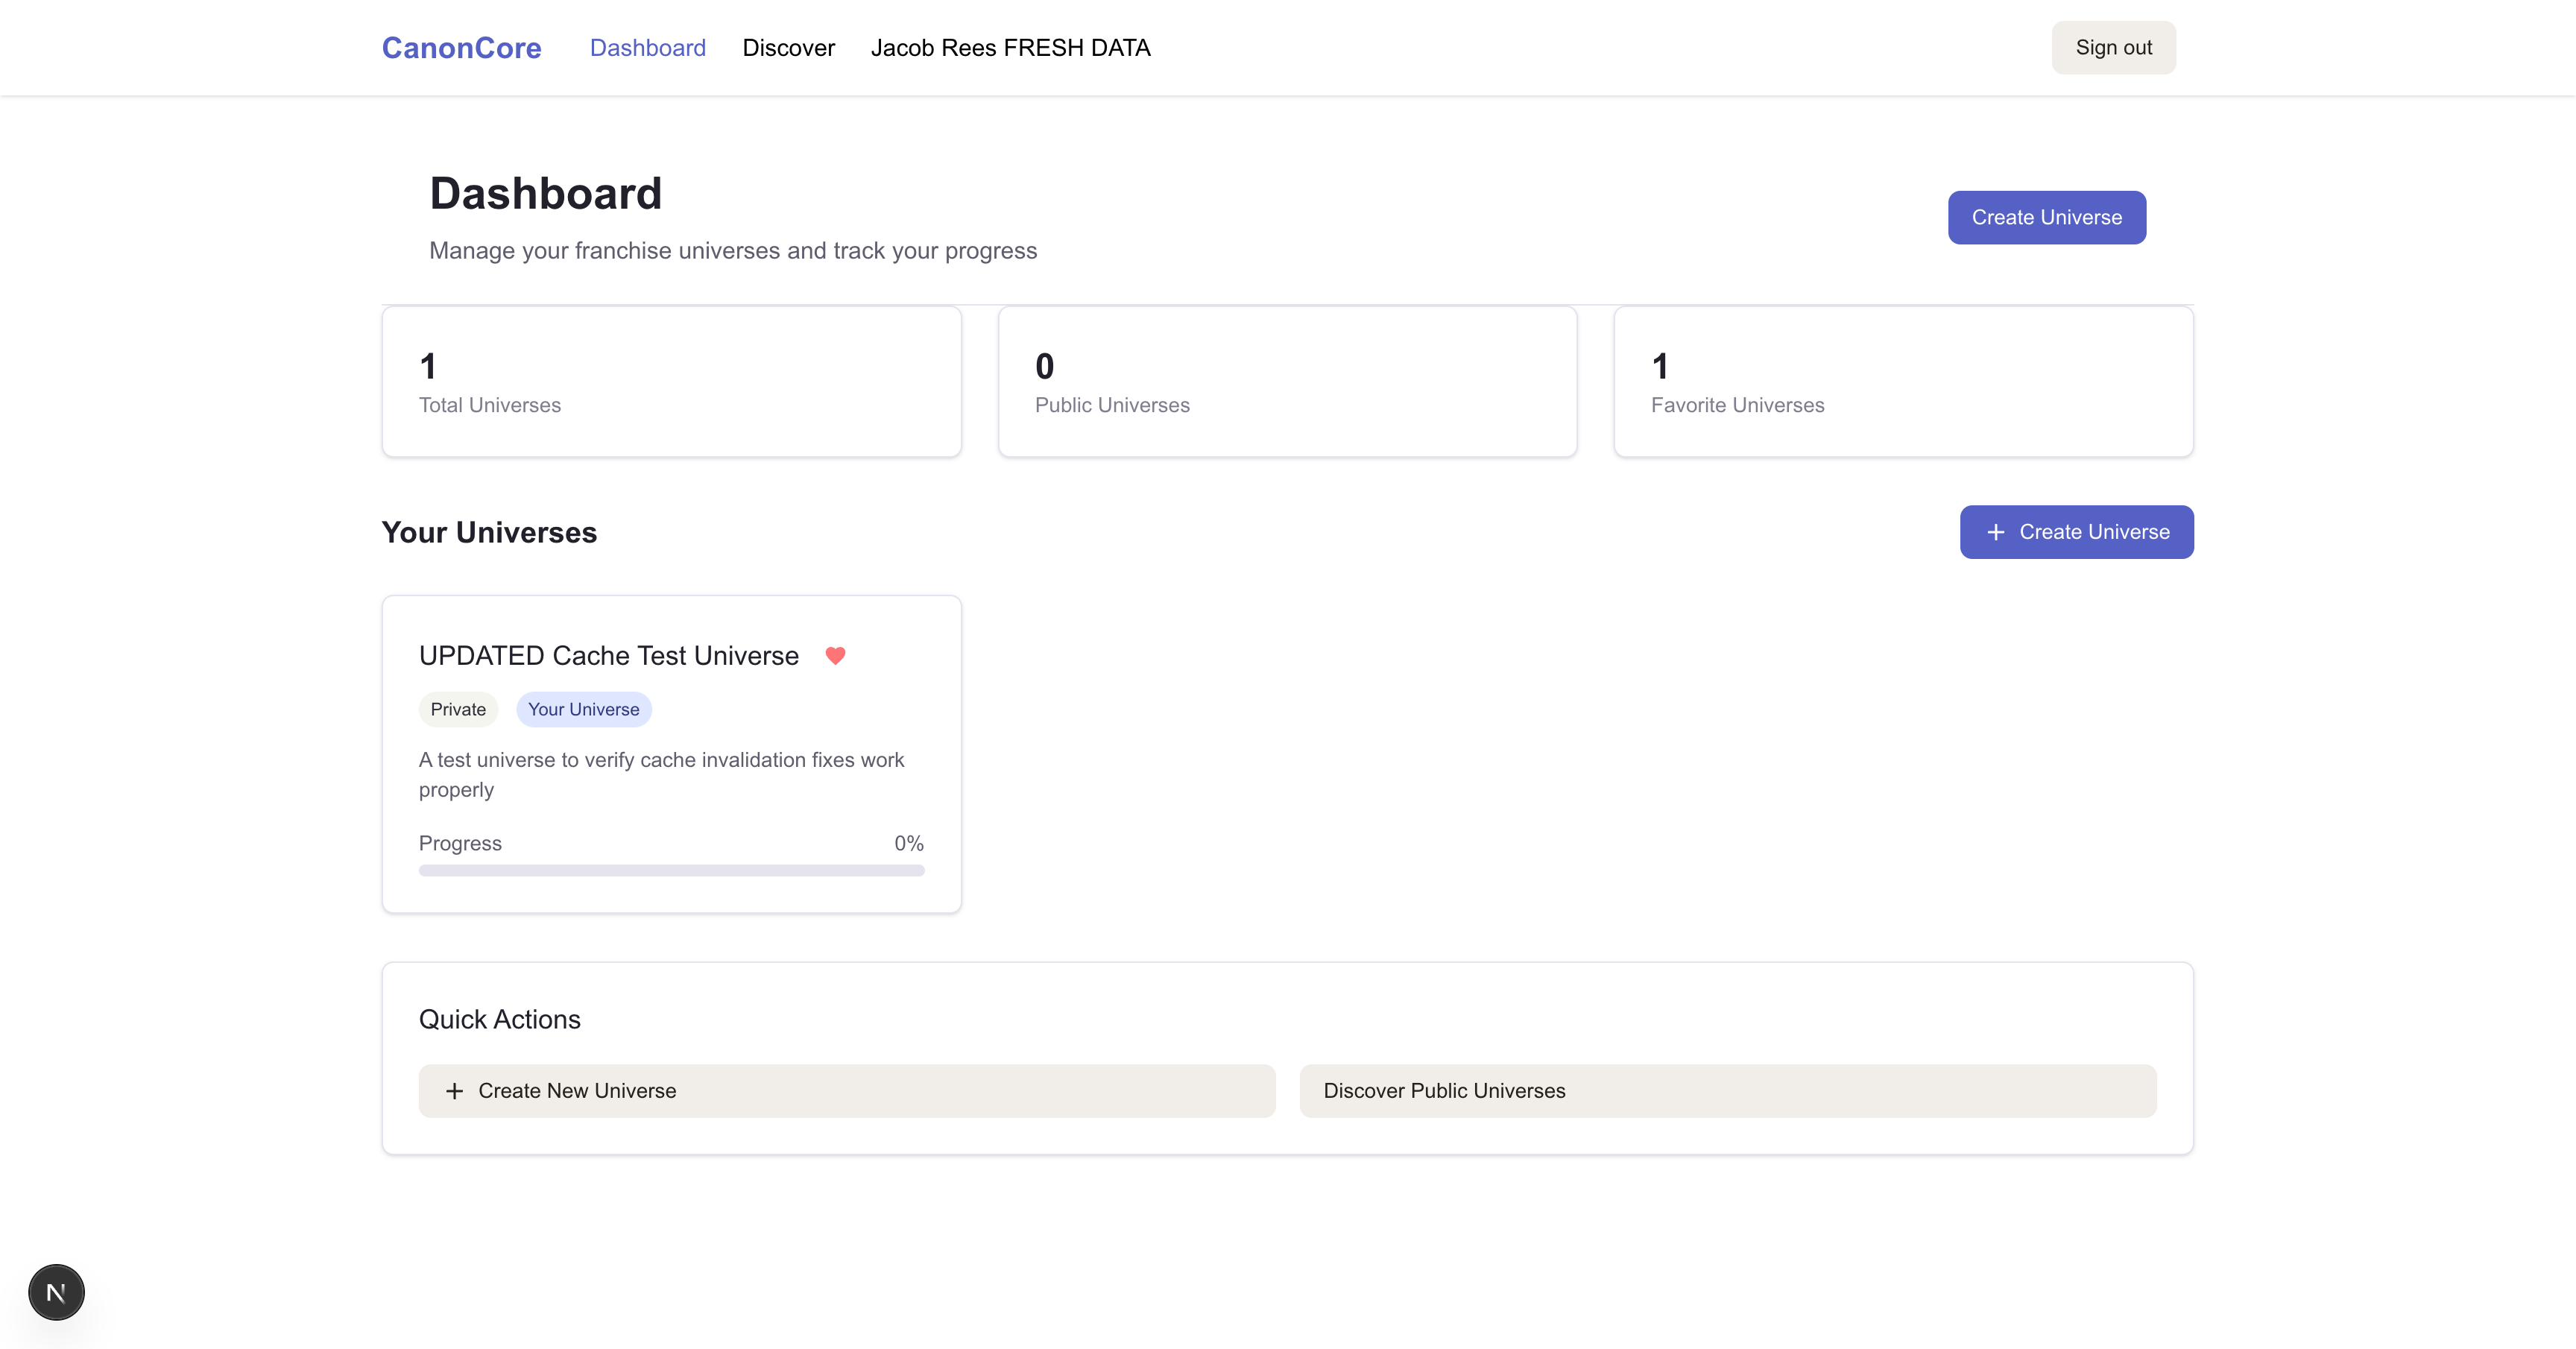 CanonCore
Dashboard
Discover
Jacob Rees FRESH DATA
Sign out
Dashboard
Manage your franchise universes and track your progress
Create Universe
1
Total Universes
0
Public Universes
1
Favorite Universes
Your Universes
Create Universe
UPDATED Cache Test Universe
Private
Your Universe
A test universe to verify cache invalidation fixes work
properly
Progress
0%
Quick Actions
Create New Universe
Discover Public Universes
N